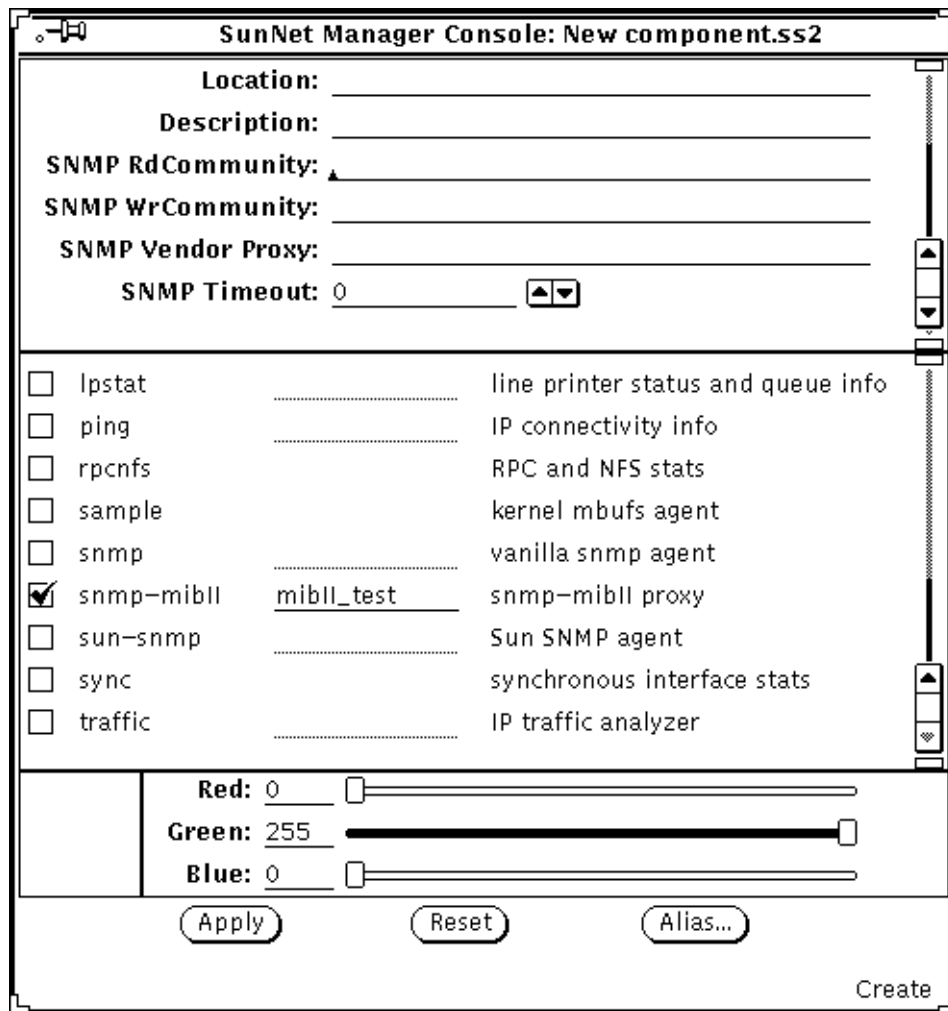 SunNet Manager Console: New component.ss2
Location:
Description:
SNMP RdCommunity:
SNMP WrCommunity:
SNMP Vendor Proxy:
SNMP Timeout: 0
lpstat line printer status and queue info
ping IP connectivity info
rpcnfs RPC and NFS stats
sample kernel mbufs agent
snmp vanilla snmp agent
snmp-mibII mibII_test snmp-mibII proxy
sun-snmp Sun SNMP agent
sync synchronous interface stats
traffic IP traffic analyzer
Red: 0
Green: 255
Blue: 0
Apply Reset Alias...
Create